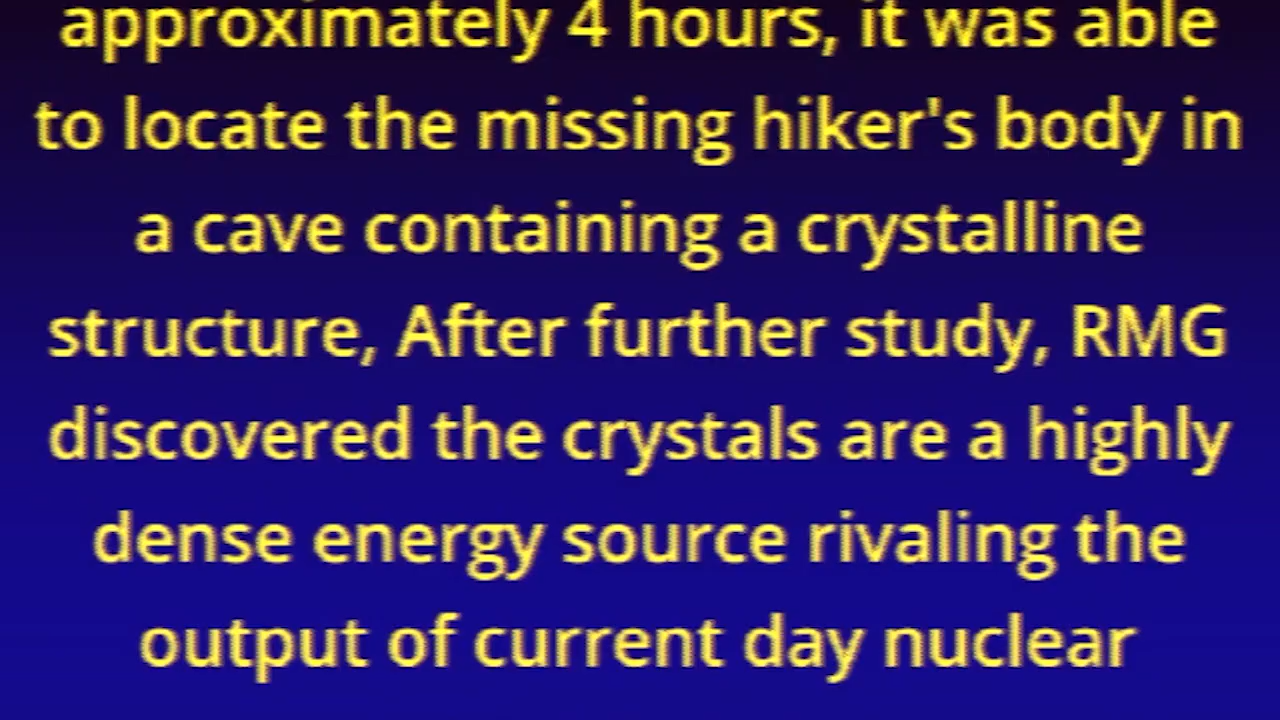 approximately 4 hours, it was able
to locate the missing hiker's body in
a cave containing a crystalline
structure, After further study, RMG
discovered the crystals are a highly
dense energy source rivaling the
output of current day nuclear